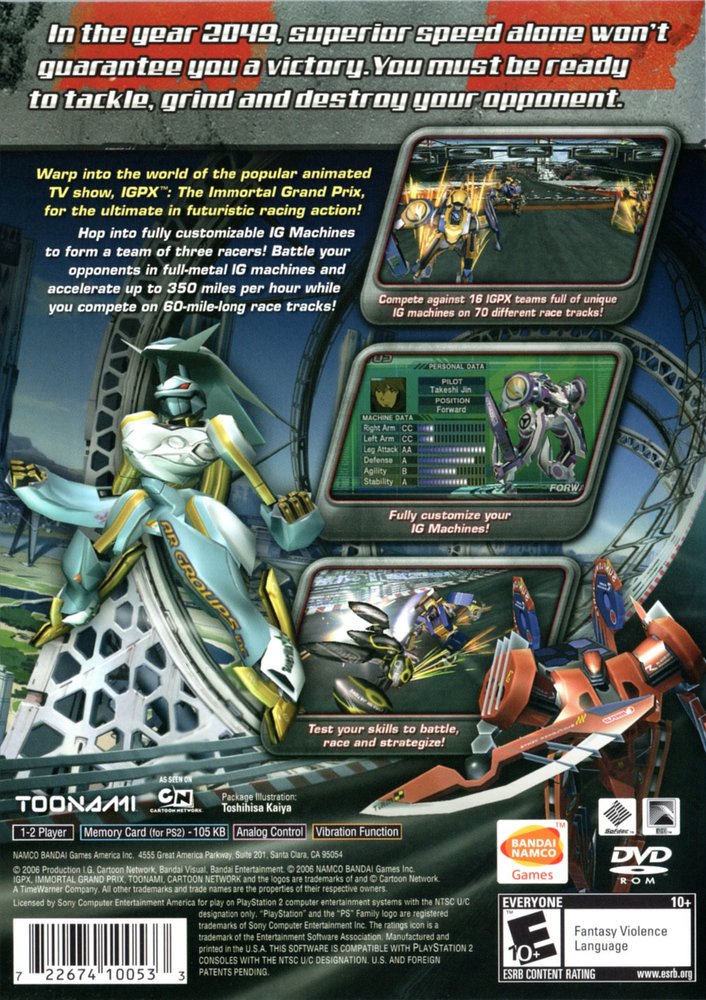 In the year 2049, superior speed alone won't
guarantee you a victory. You must be ready
to tackle, grind and destroy your opponent.
Warp into the world of the popular animated
TV show, IGPX™: The Immortal Grand Prix,
for the ultimate in futuristic racing action!
Hop into fully customizable IG Machines
to form a team of three racers! Battle your
opponents in full-metal IG machines and
accelerate up to 350 miles per hour while
you compete on 60-mile-long race tracks!
Compete against 16 IGPX teams full of unique
IG machines on 70 different race tracks!
PERSONAL DATA
PILOT
Takeshi Jin
POSITION
Forward
MACHINE DATA
Right Arm CC
Left Arm CC
Leg Attack AA
Defense A
Agility B
Stability A
FORW
Fully customize your
IG Machines!
AR GROUPS
Test your skills to battle,
race and strategize!
TOONAMI
AS SEEN ON
CN
CARTOON NETWORK
Package Illustration:
Toshihisa Kaiya
1-2 Player
Memory Card (for PS2) - 105 KB
Analog Control
Vibration Function
BANDAI
NAMCO
Games
Sofdec
DVD
ROM
NAMCO BANDAI Games America Inc. 4555 Great America Parkway, Suite 201, Santa Clara, CA 95054
© 2006 Production I.G, Cartoon Network, Bandai Visual, Bandai Entertainment. © 2006 NAMCO BANDAI Games Inc.
IGPX, IMMORTAL GRAND PRIX, TOONAMI, CARTOON NETWORK and the logos are trademarks of and © Cartoon Network.
A TimeWarner Company. All other trademarks and trade names are the properties of their respective owners.
Licensed by Sony Computer Entertainment America for play on PlayStation 2 computer entertainment systems with the NTSC U/C
designation only. "PlayStation" and the "PS" Family logo are registered
trademarks of Sony Computer Entertainment Inc. The ratings icon is a
trademark of the Entertainment Software Association. Manufactured and
printed in the U.S.A. THIS SOFTWARE IS COMPATIBLE WITH PLAYSTATION 2
CONSOLES WITH THE NTSC U/C DESIGNATION. U.S. AND FOREIGN
PATENTS PENDING.
7 22674 10053 3
EVERYONE 10+
E
10+
Fantasy Violence
Language
ESRB CONTENT RATING www.esrb.org